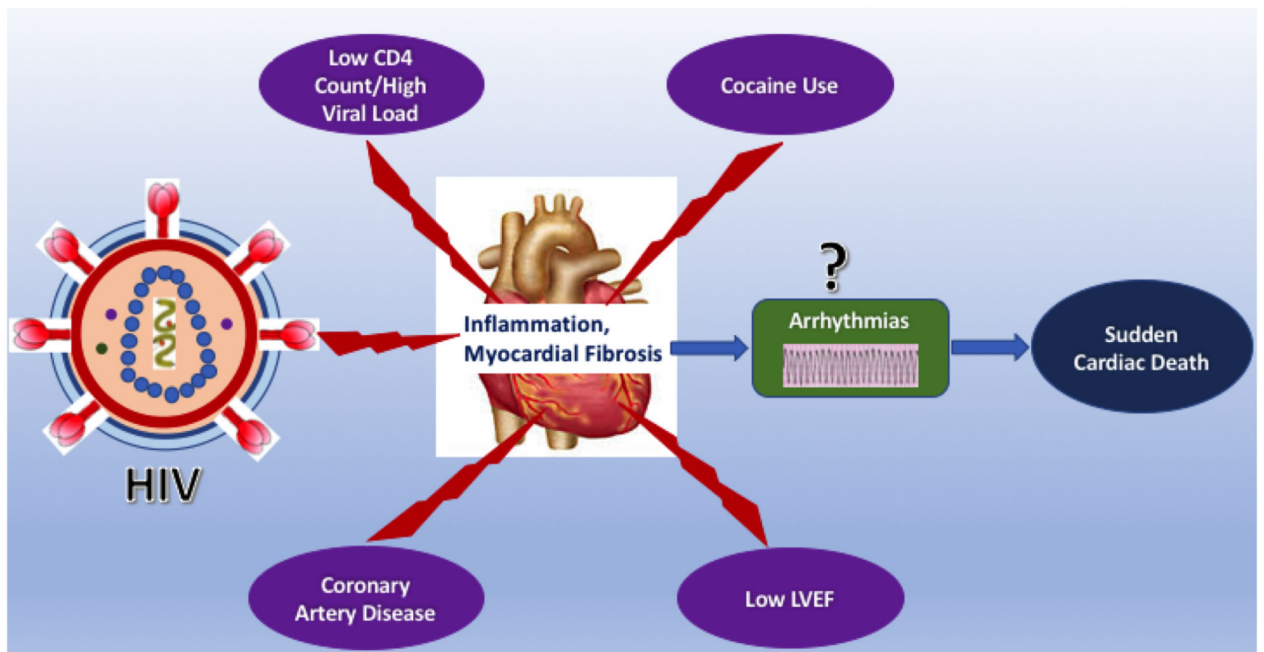 Low CD4
Count/High
Viral Load
Cocaine Use
HIV
Inflammation,
Myocardial Fibrosis
?
Arrhythmias
Sudden
Cardiac Death
Coronary
Artery Disease
Low LVEF